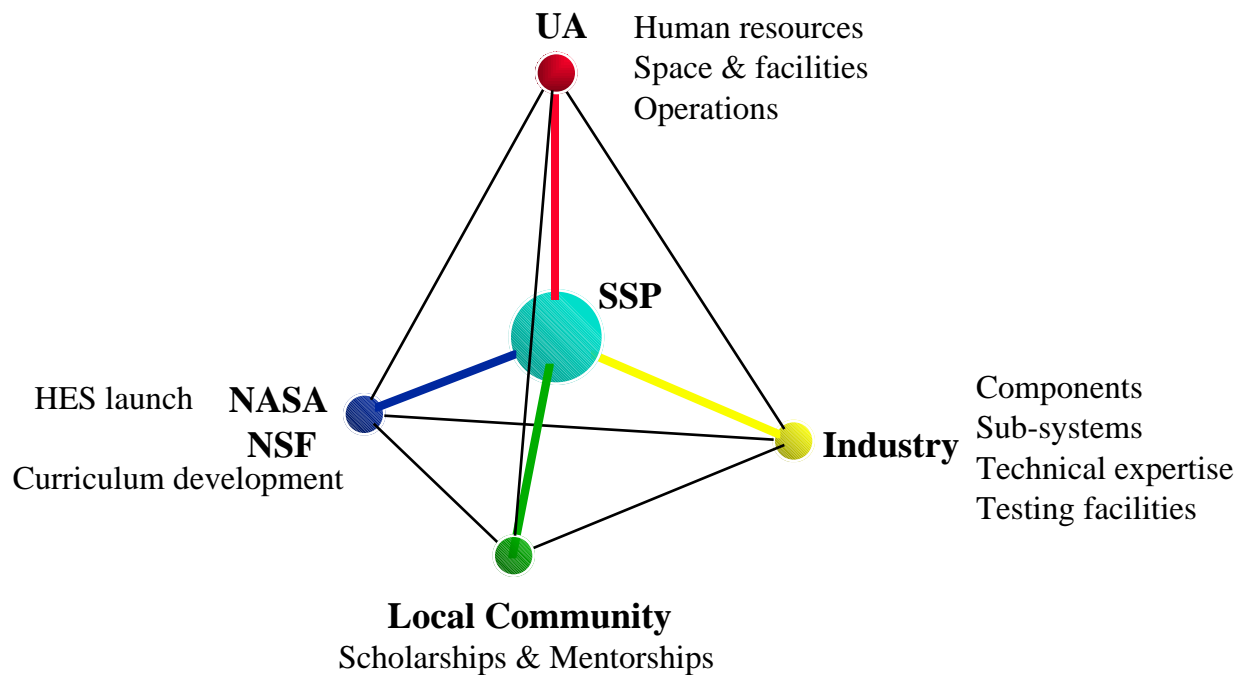 UA
Human resources
Space & facilities
Operations
SSP
HES launch
NASA
NSF
Curriculum development
Industry
Components
Sub-systems
Technical expertise
Testing facilities
Local Community
Scholarships & Mentorships